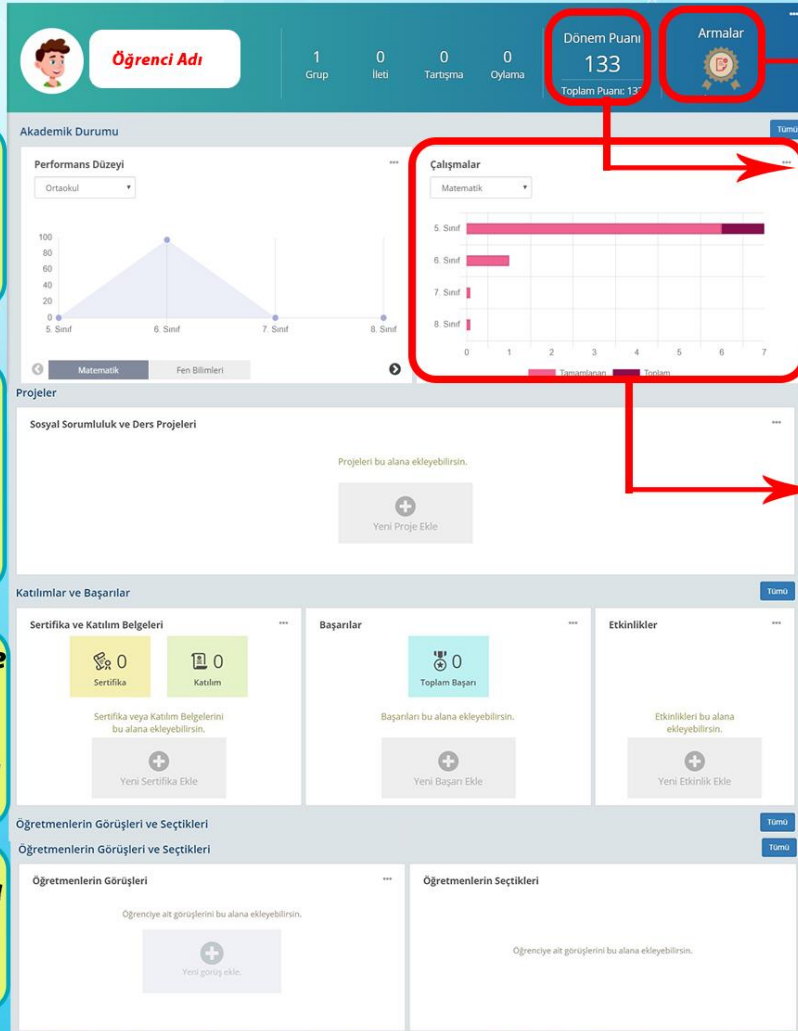 Öğrenci Adı
1 0 0 0
Grup İleti Tartışma Oylama
Dönem Puanı
133
Toplam Puanı: 133
Armalar
Akademik Durumu
Tümü
Performans Düzeyi
Ortaokul
100
80
60
40
20
0
5. Sınıf 6. Sınıf 7. Sınıf 8. Sınıf
Matematik Fen Bilimleri
Çalışmalar
Matematik
5. Sınıf
6. Sınıf
7. Sınıf
8. Sınıf
0 1 2 3 4 5 6 7
Tamamlanan Toplam
Projeler
Sosyal Sorumluluk ve Ders Projeleri
Projeleri bu alana ekleyebilirsin.
Yeni Proje Ekle
Katılımlar ve Başarılar
Tümü
Sertifika ve Katılım Belgeleri
0
Sertifika
0
Katılım
Sertifika veya Katılım Belgelerini
bu alana ekleyebilirsin.
Yeni Sertifika Ekle
Başarılar
0
Toplam Başarı
Başarıları bu alana ekleyebilirsin.
Yeni Başarı Ekle
Etkinlikler
Etkinlikleri bu alana
ekleyebilirsin.
Yeni Etkinlik Ekle
Öğretmenlerin Görüşleri ve Seçtikleri
Tümü
Öğretmenlerin Görüşleri ve Seçtikleri
Tümü
Öğretmenlerin Görüşleri
Öğrenciye ait görüşlerini bu alana ekleyebilirsin.
Yeni görüş ekle.
Öğretmenlerin Seçtikleri
Öğrenciye ait görüşlerini bu alana ekleyebilirsin.